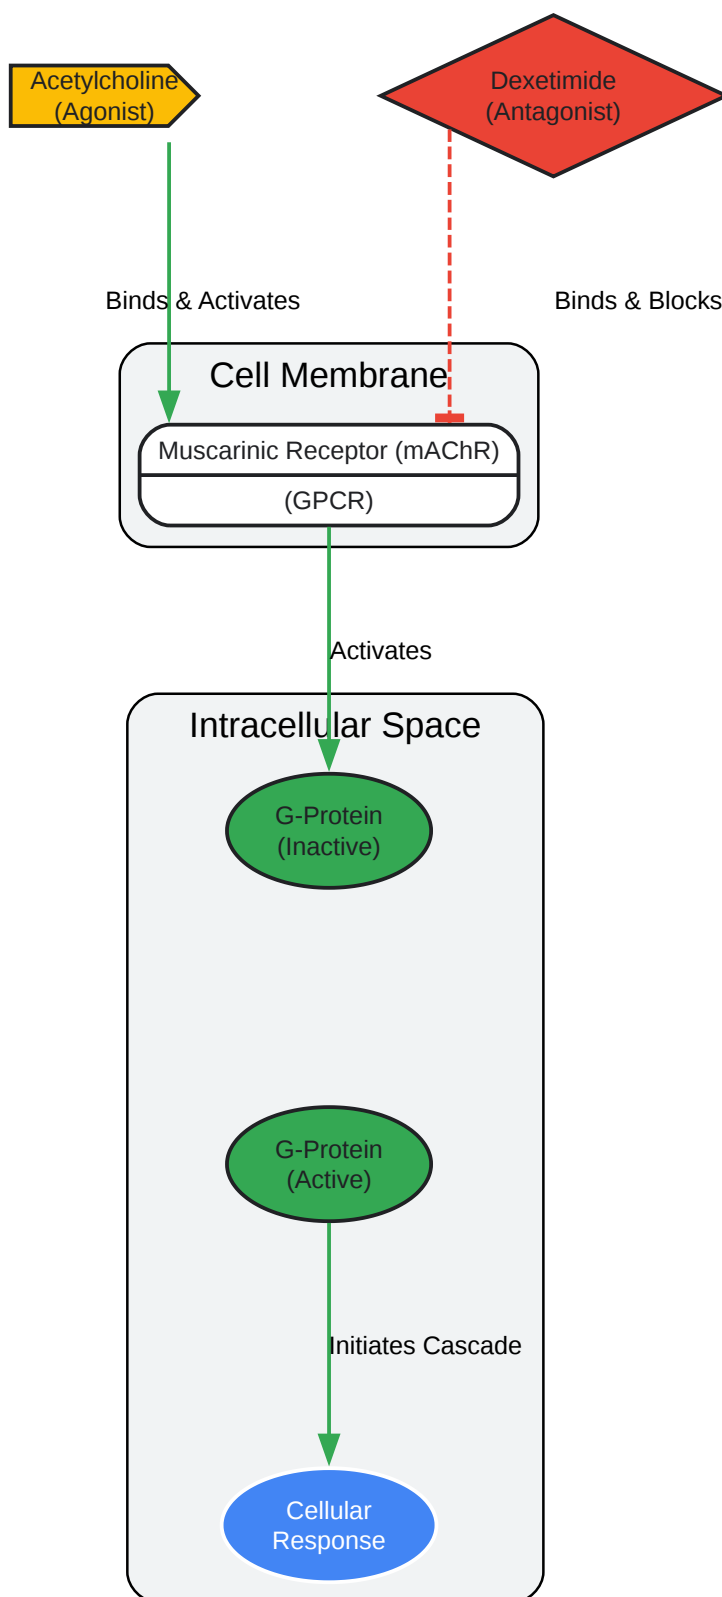 Acetylcholine
(Agonist)
Dexetimide
(Antagonist)
Binds & Activates
Binds & Blocks
Cell Membrane
Muscarinic Receptor (mAChR)
(GPCR)
Activates
Intracellular Space
G-Protein
(Inactive)
G-Protein
(Active)
Initiates Cascade
Cellular
Response